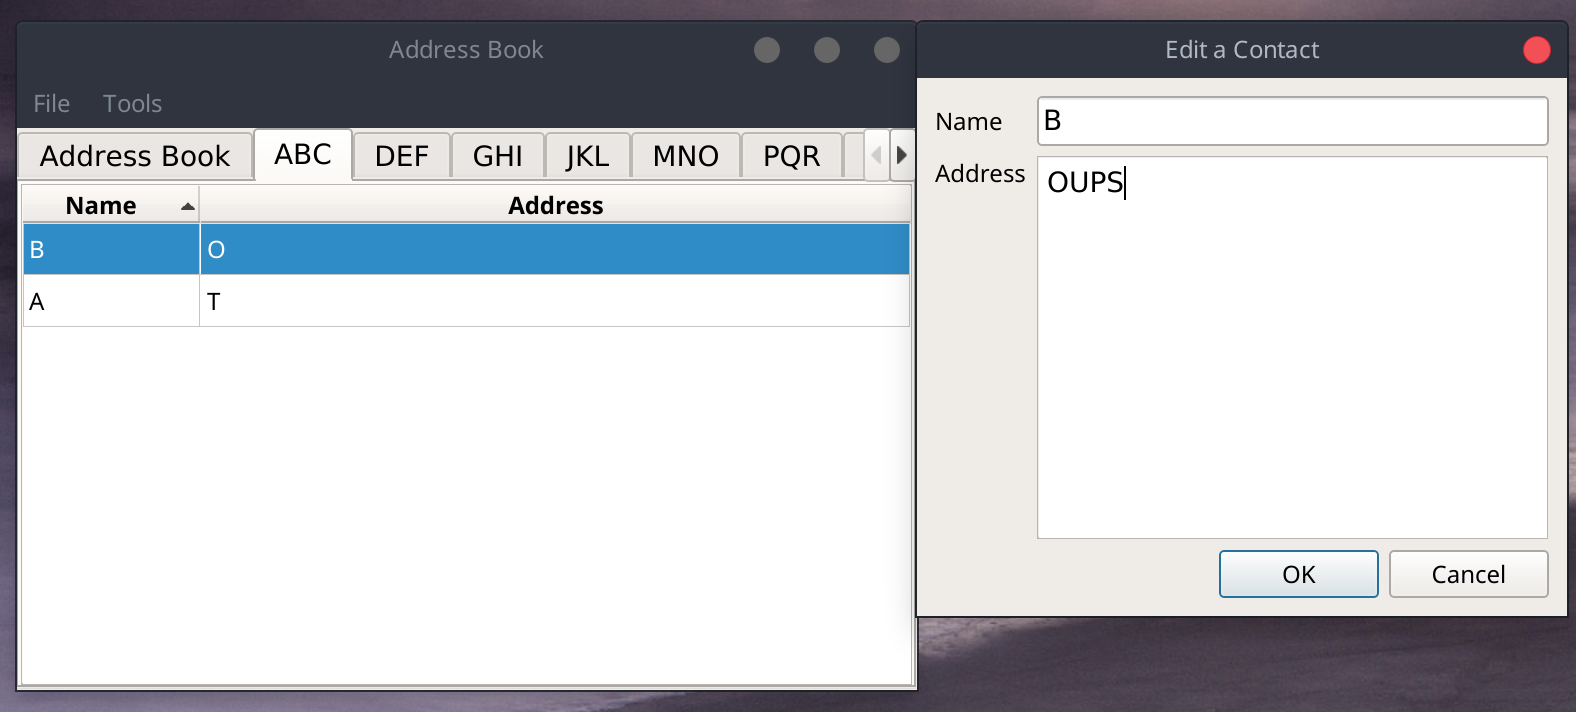 Address Book
File Tools
Address Book ABC DEF GHI JKL MNO PQR
Name Address
B O
A T
Edit a Contact
Name B
Address OUPS
OK Cancel